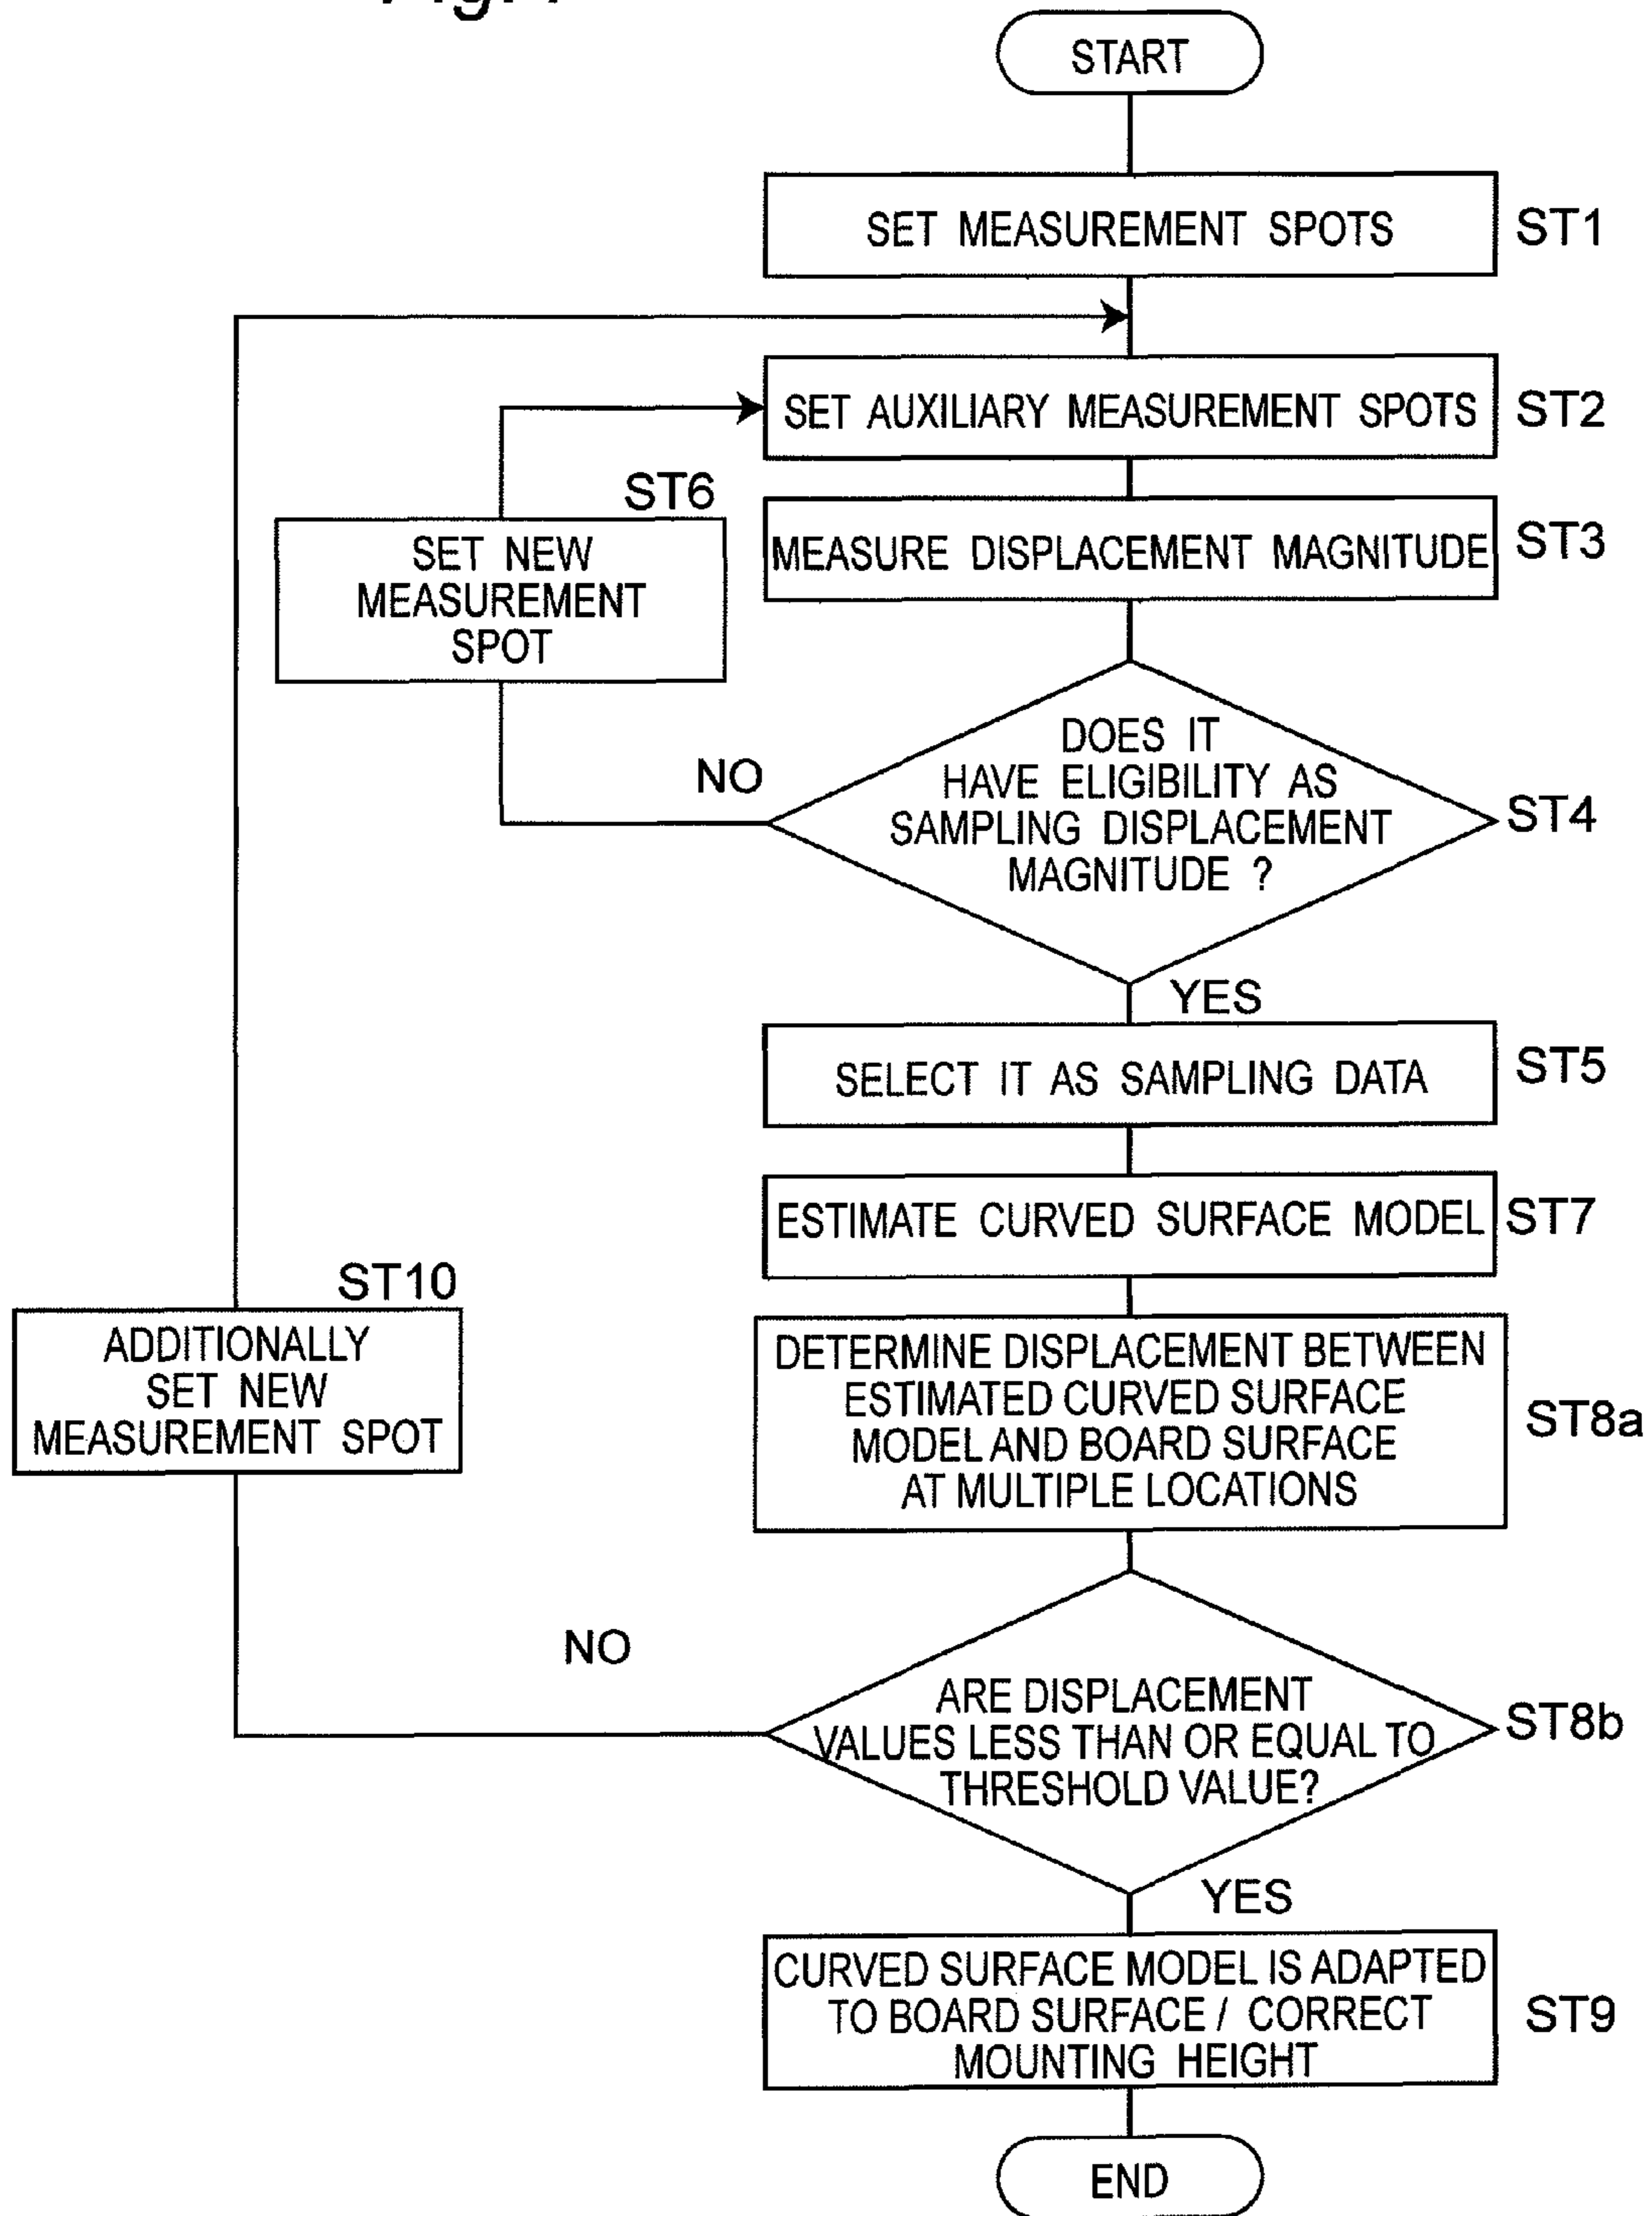 START
SET MEASUREMENT SPOTS
ST1
SET AUXILIARY MEASUREMENT SPOTS
ST2
ST6
SET NEW
MEASUREMENT
SPOT
MEASURE DISPLACEMENT MAGNITUDE
ST3
DOES IT
HAVE ELIGIBILITY AS
SAMPLING DISPLACEMENT
MAGNITUDE ?
ST4
NO
YES
SELECT IT AS SAMPLING DATA
ST5
ESTIMATE CURVED SURFACE MODEL
ST7
ST10
ADDITIONALLY
SET NEW
MEASUREMENT SPOT
DETERMINE DISPLACEMENT BETWEEN
ESTIMATED CURVED SURFACE
MODEL AND BOARD SURFACE
AT MULTIPLE LOCATIONS
ST8a
NO
ARE DISPLACEMENT
VALUES LESS THAN OR EQUAL TO
THRESHOLD VALUE?
ST8b
YES
CURVED SURFACE MODEL IS ADAPTED
TO BOARD SURFACE / CORRECT
MOUNTING HEIGHT
ST9
END